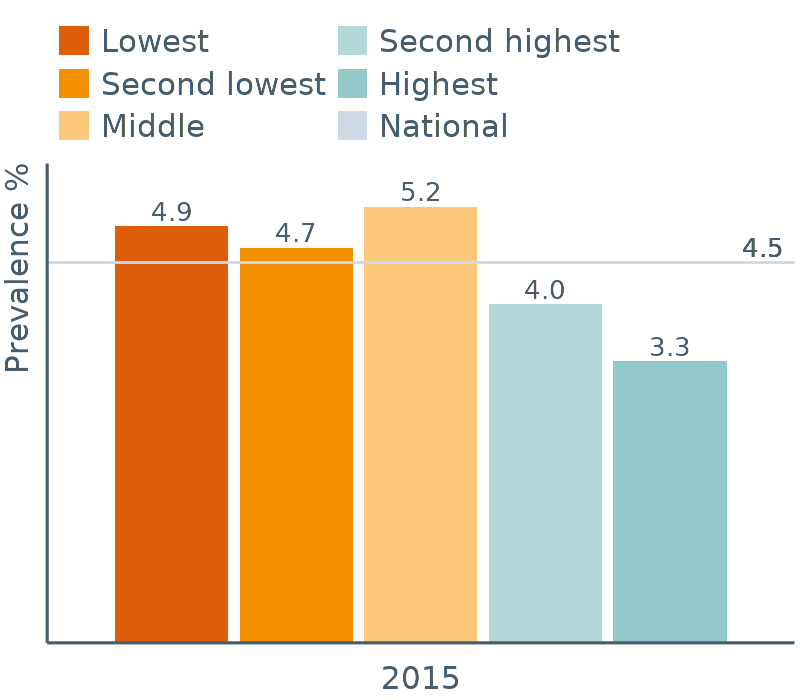 Lowest
Second lowest
Middle
Second highest
Highest
National
Prevalence %
4.9
4.7
5.2
4.0
3.3
4.5
2015